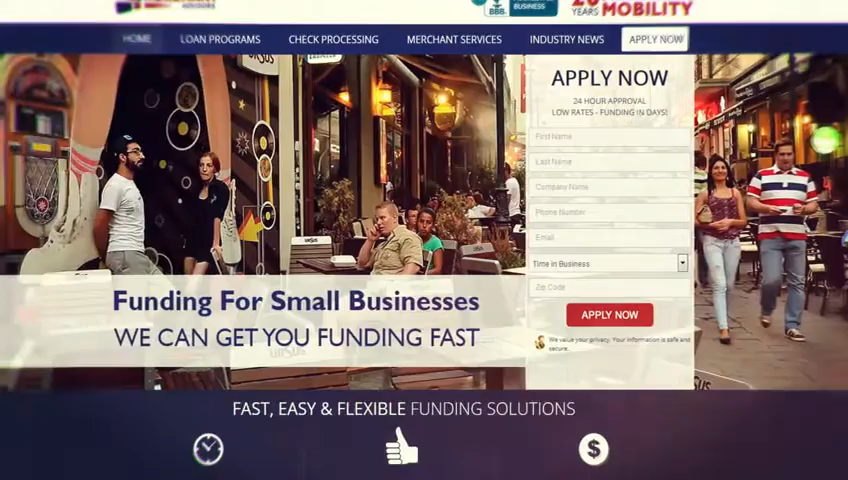 ADVISORS
BBB
BUSINESS
20
YEARS MOBILITY
HOME
LOAN PROGRAMS
CHECK PROCESSING
MERCHANT SERVICES
INDUSTRY NEWS
APPLY NOW
APPLY NOW
24 HOUR APPROVAL
LOW RATES - FUNDING IN DAYS!
First Name
Last Name
Company Name
Phone Number
Email
Time in Business
Zip Code
APPLY NOW
We value your privacy. Your information is safe and
secure.
Funding For Small Businesses
WE CAN GET YOU FUNDING FAST
FAST, EASY & FLEXIBLE FUNDING SOLUTIONS
$